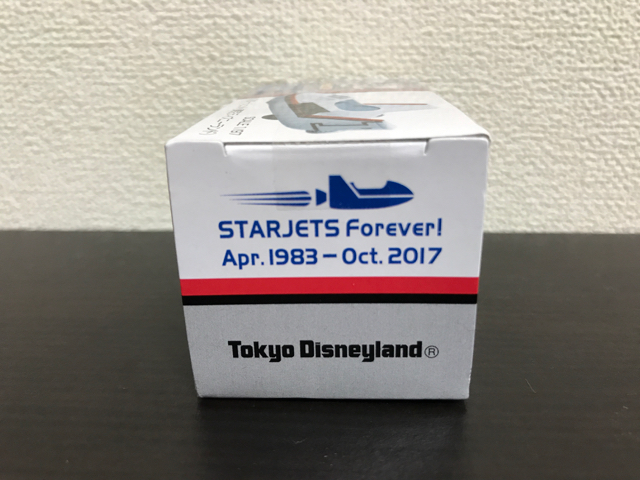 STARJETS Forever!
Apr. 1983 – Oct. 2017
Tokyo Disneyland®